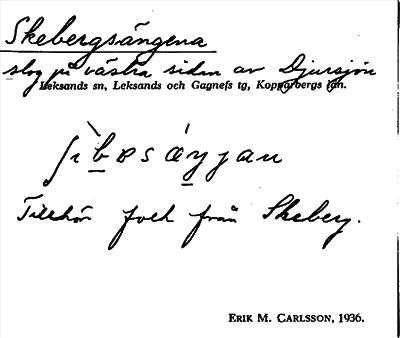 Skebergsängena
slog på västra sidan av Djursjön
Leksands sn, Leksands och Gagnefs tg, Kopparbergs län.
Tillhör folk från Skeberg.
ERIK M. CARLSSON, 1936.